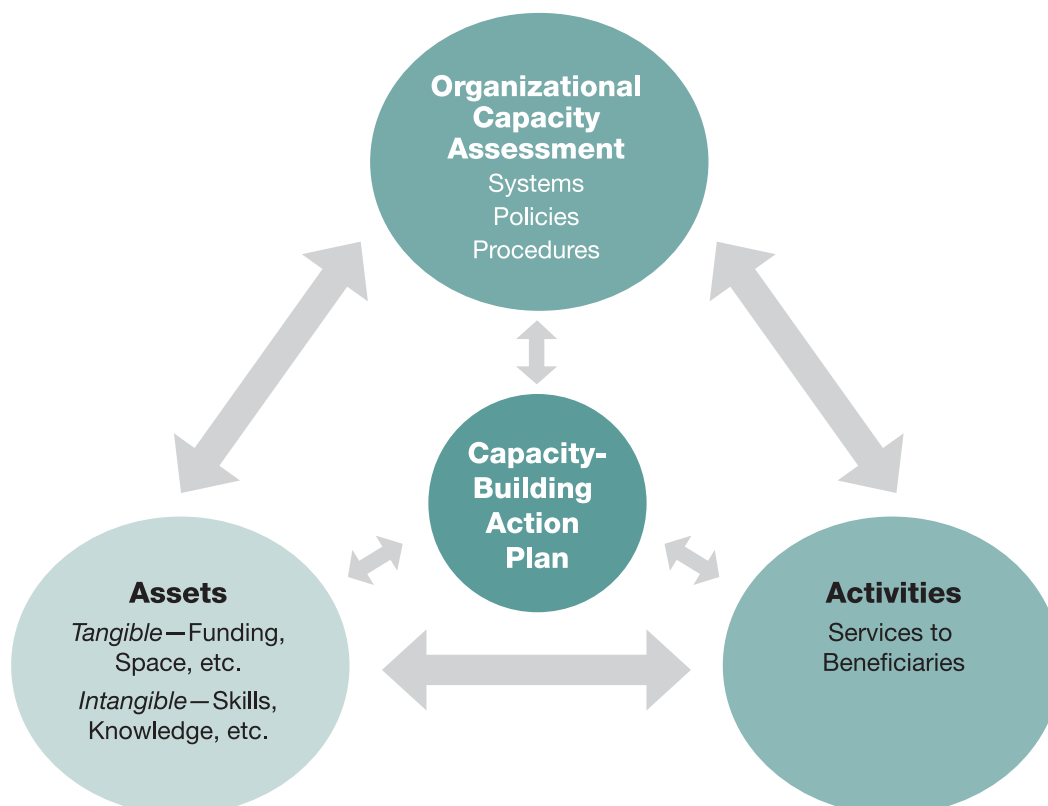 Organizational
Capacity
Assessment
Systems
Policies
Procedures
Capacity-
Building
Action
Plan
Assets
Tangible—Funding,
Space, etc.
Intangible—Skills,
Knowledge, etc.
Activities
Services to
Beneficiaries